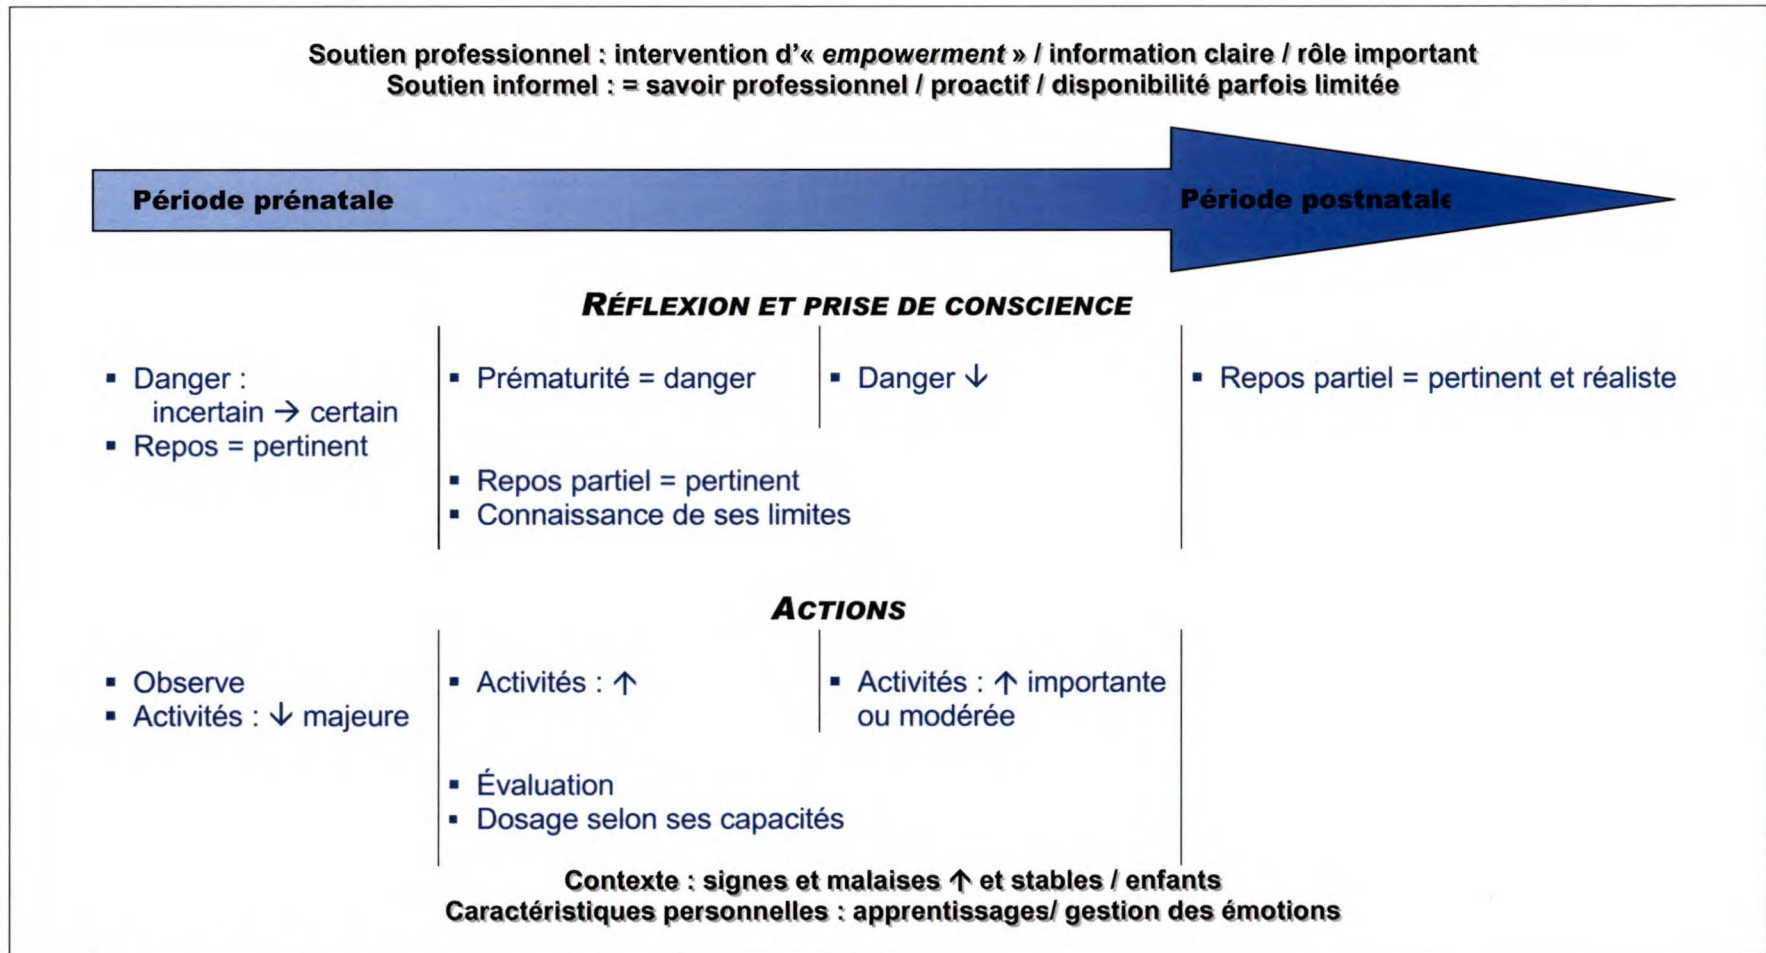 Soutien professionnel : intervention d'« empowerment » / information claire / rôle important
Soutien informel : = savoir professionnel / proactif / disponibilité parfois limitée
Période prénatale
Période postnatale
RÉFLEXION ET PRISE DE CONSCIENCE
▪ Danger :
incertain → certain
▪ Repos = pertinent
▪ Prématurité = danger
▪ Danger ↓
▪ Repos partiel = pertinent
▪ Connaissance de ses limites
▪ Repos partiel = pertinent et réaliste
ACTIONS
▪ Observe
▪ Activités : ↓ majeure
▪ Activités : ↑
▪ Activités : ↑ importante
ou modérée
▪ Évaluation
▪ Dosage selon ses capacités
Contexte : signes et malaises ↑ et stables / enfants
Caractéristiques personnelles : apprentissages/ gestion des émotions